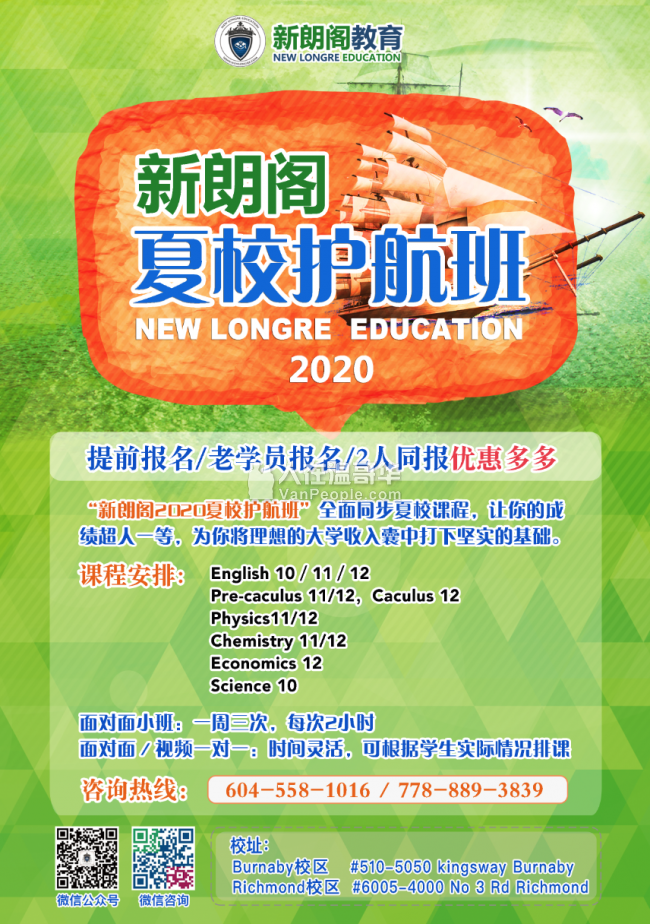 新朗阁教育
NEW LONGRE EDUCATION
新朗阁
夏校护航班
NEW LONGRE EDUCATION
2020
提前报名/老学员报名/2人同报优惠多多
人在温哥华
VanPeople.com
“新朗阁2020夏校护航班”全面同步夏校课程，让你的成
绩超人一等，为你将理想的大学收入囊中打下坚实的基础。
课程安排：
English 10 / 11 / 12
Pre-caculus 11/12，Caculus 12
Physics11/12
Chemistry 11/12
Economics 12
Science 10
面对面小班：一周三次，每次2小时
面对面 / 视频一对一：时间灵活，可根据学生实际情况排课
咨询热线：
604-558-1016 / 778-889-3839
微信公众号
微信咨询
校址：
Burnaby校区 #510-5050 kingsway Burnaby
Richmond校区 #6005-4000 No 3 Rd Richmond